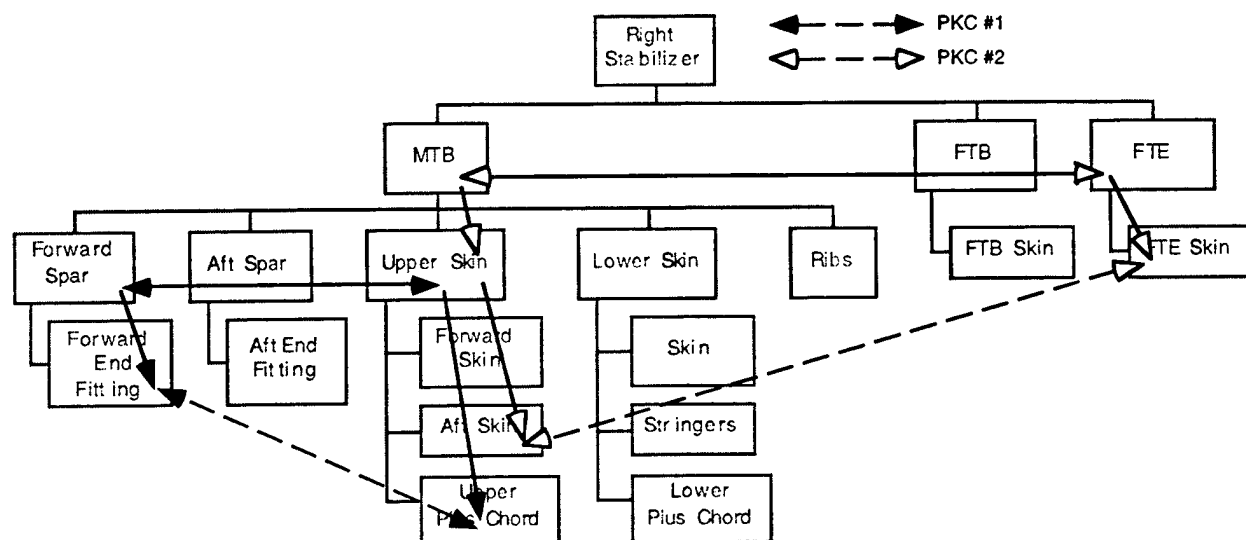 Right
Stabilizer
PKC #1
PKC #2
MTB
FTB
FTE
Forward
Spar
Aft Spar
Upper Skin
Lower Skin
Ribs
FTB Skin
FTE Skin
Forward
End
Fitting
Aft End
Fitting
Forward
Skin
Skin
Aft Skin
Stringers
Upper
Plus Chord
Lower
Plus Chord